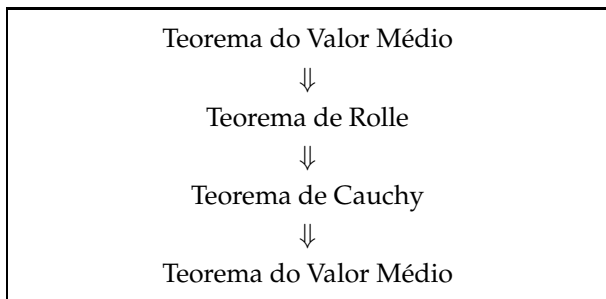 Teorema do Valor Médio
⇓
Teorema de Rolle
⇓
Teorema de Cauchy
⇓
Teorema do Valor Médio